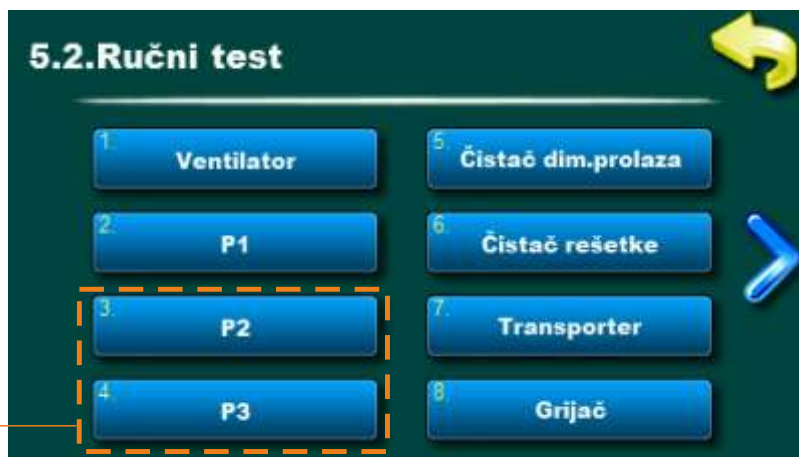 5.2.Ručni test
1. Ventilator
2. P1
3. P2
4. P3
5. Čistač dim.prolaza
6. Čistač rešetke
7. Transporter
8 Grijač